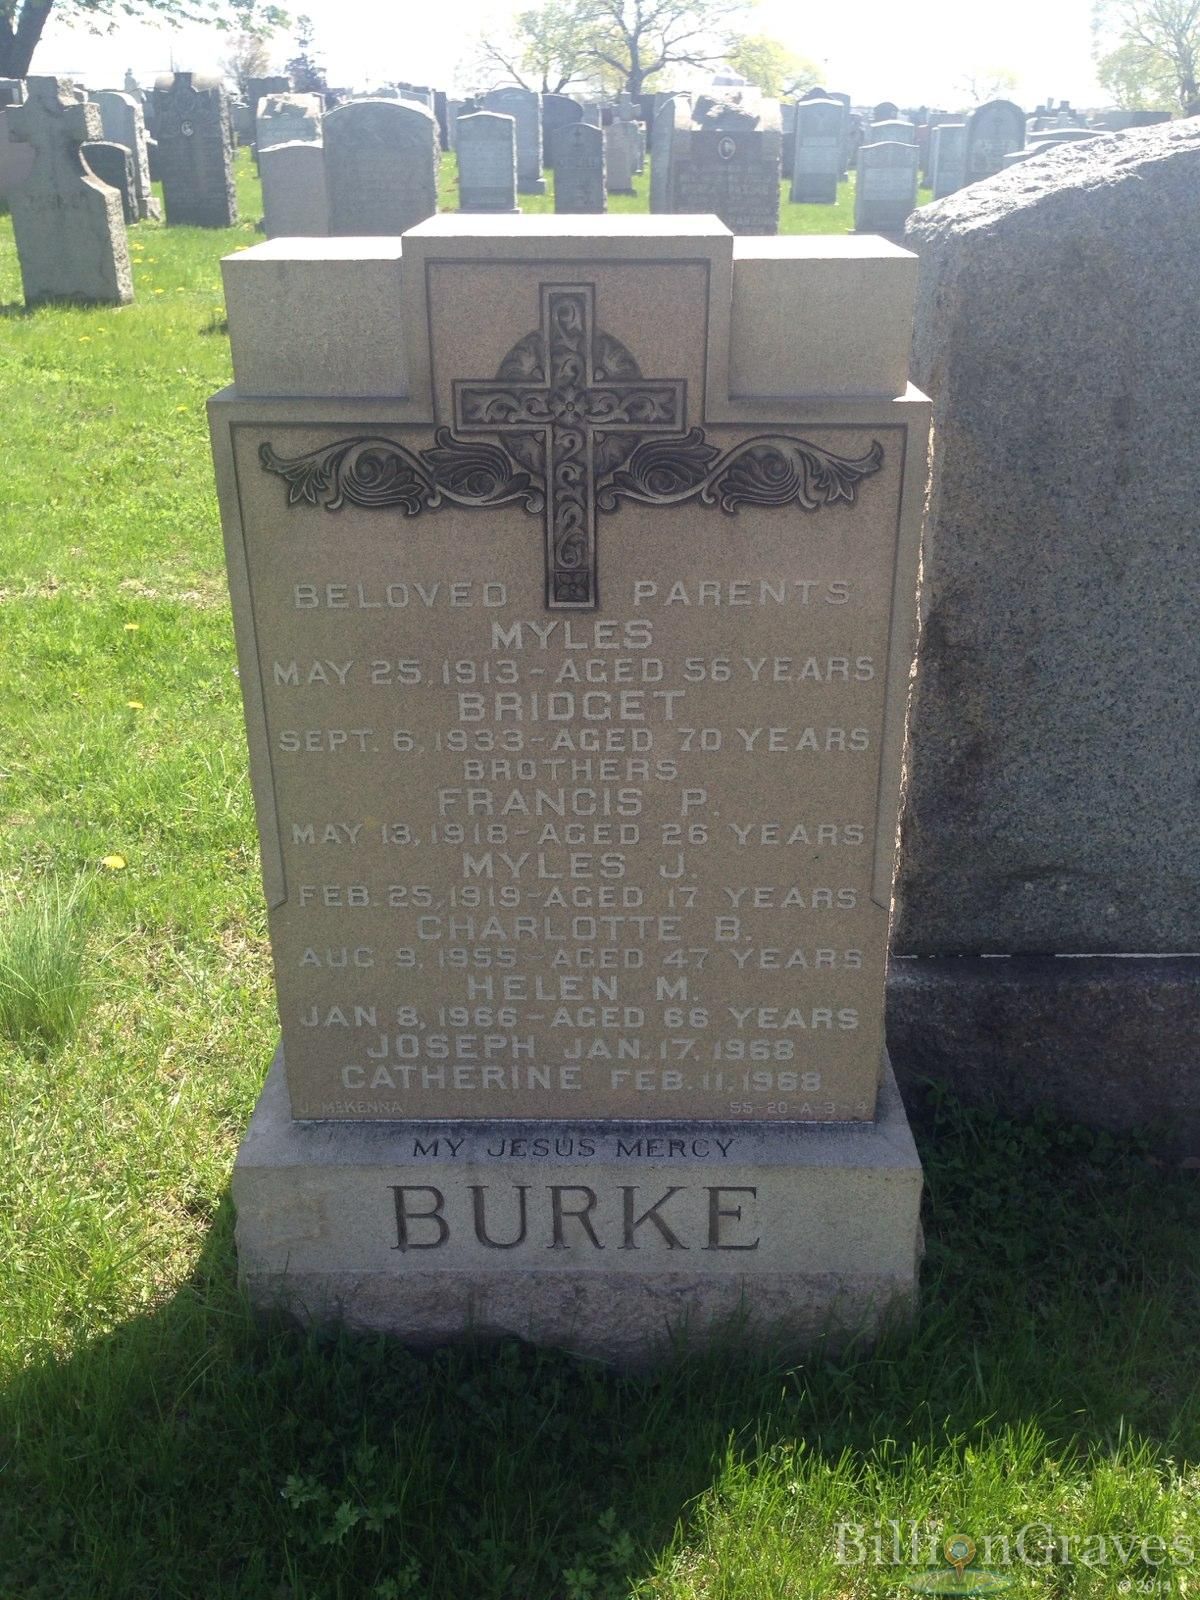 BELOVED PARENTS
MYLES
MAY 25, 1913 - AGED 56 YEARS
BRIDGET
SEPT. 6, 1933 - AGED 70 YEARS
BROTHERS
FRANCIS P.
MAY 13, 1918 - AGED 26 YEARS
MYLES J.
FEB. 25, 1919 - AGED 17 YEARS
CHARLOTTE B.
AUG 9, 1955 - AGED 47 YEARS
HELEN M.
JAN 8, 1966 - AGED 66 YEARS
JOSEPH JAN. 17, 1968
CATHERINE FEB. 11, 1968
J. McKENNA
MY JESUS MERCY
BURKE
BillionGraves
© 2014